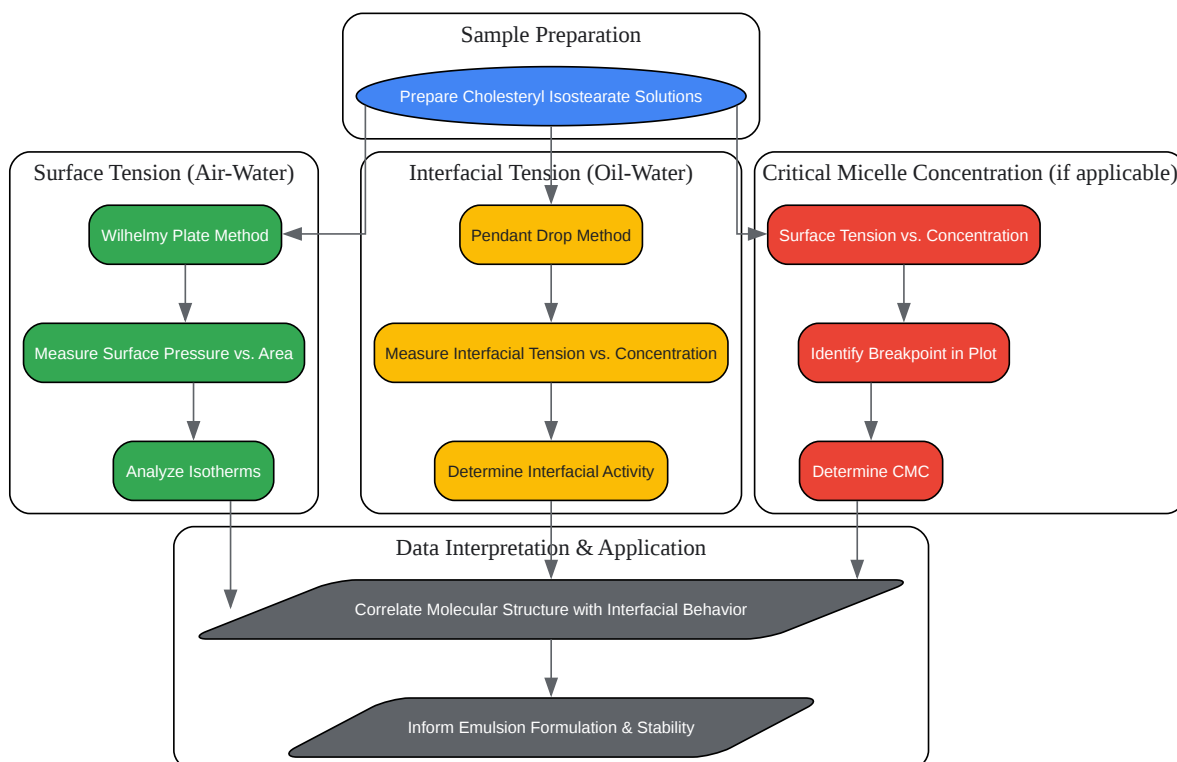 Sample Preparation
Prepare Cholesteryl Isostearate Solutions
Surface Tension (Air-Water)
Interfacial Tension (Oil-Water)
Critical Micelle Concentration (if applicable)
Wilhelmy Plate Method
Pendant Drop Method
Surface Tension vs. Concentration
Measure Surface Pressure vs. Area
Measure Interfacial Tension vs. Concentration
Identify Breakpoint in Plot
Analyze Isotherms
Determine Interfacial Activity
Determine CMC
Data Interpretation & Application
Correlate Molecular Structure with Interfacial Behavior
Inform Emulsion Formulation & Stability